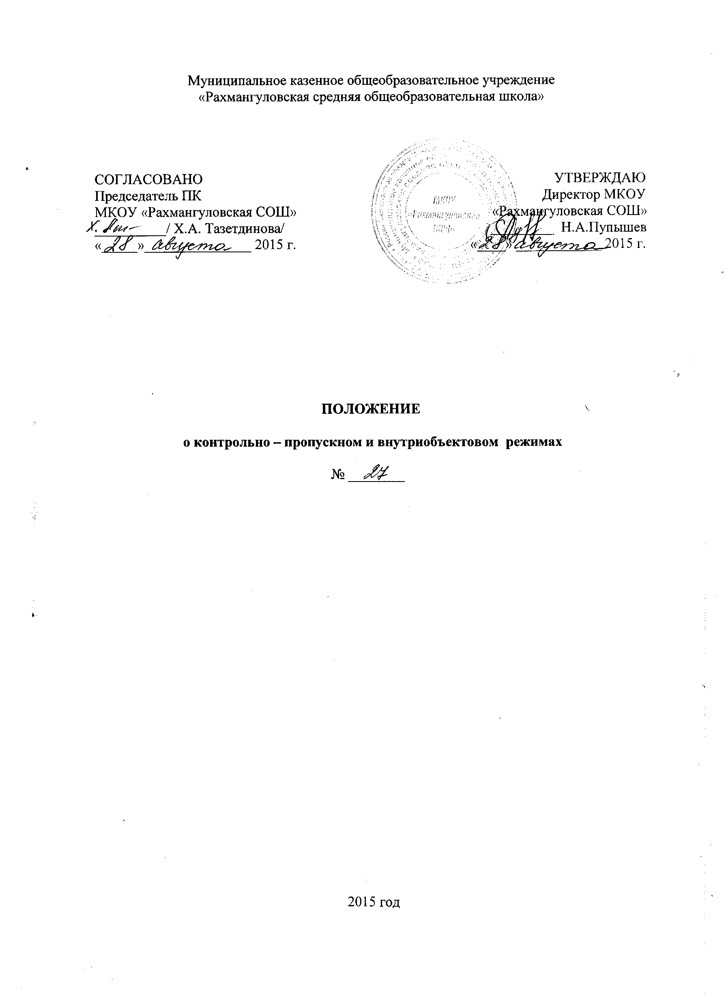 Муниципальное казенное общеобразовательное учреждение
«Рахмангуловская средняя общеобразовательная школа»
СОГЛАСОВАНО
Председатель ПК
МКОУ «Рахмангуловская СОШ»
/ Х.А. Тазетдинова/
«28» августа 2015 г.
УТВЕРЖДАЮ
Директор МКОУ
«Рахмангуловская СОШ»
Н.А.Пупышев
«28» августа 2015 г.
МКОУ
«Рахмангуловская
СОШ»
ПОЛОЖЕНИЕ
о контрольно – пропускном и внутриобъектовом режимах
№ 27
2015 год